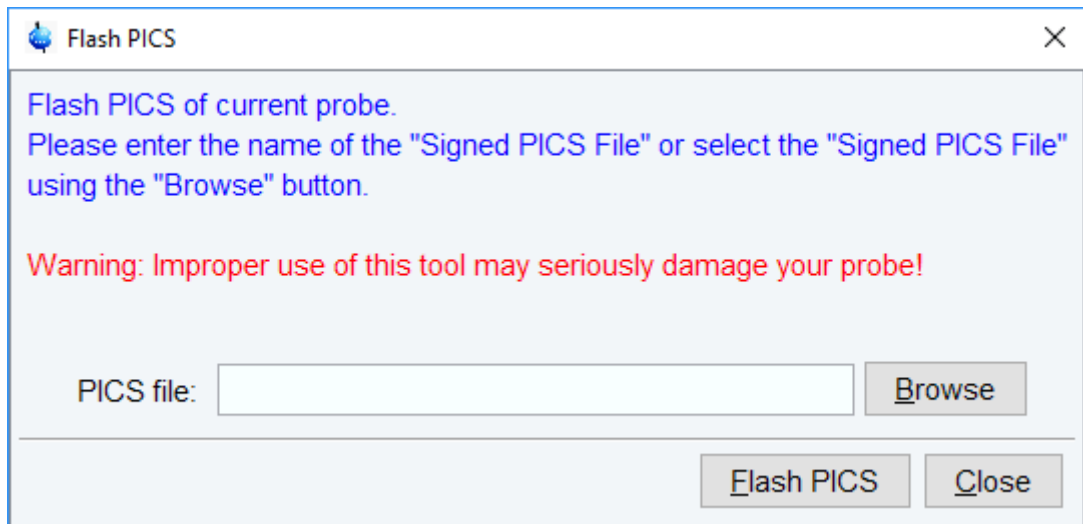 Flash PICS
Flash PICS of current probe.
Please enter the name of the "Signed PICS File" or select the "Signed PICS File"
using the "Browse" button.
Warning: Improper use of this tool may seriously damage your probe!
PICS file:
Browse
Flash PICS
Close